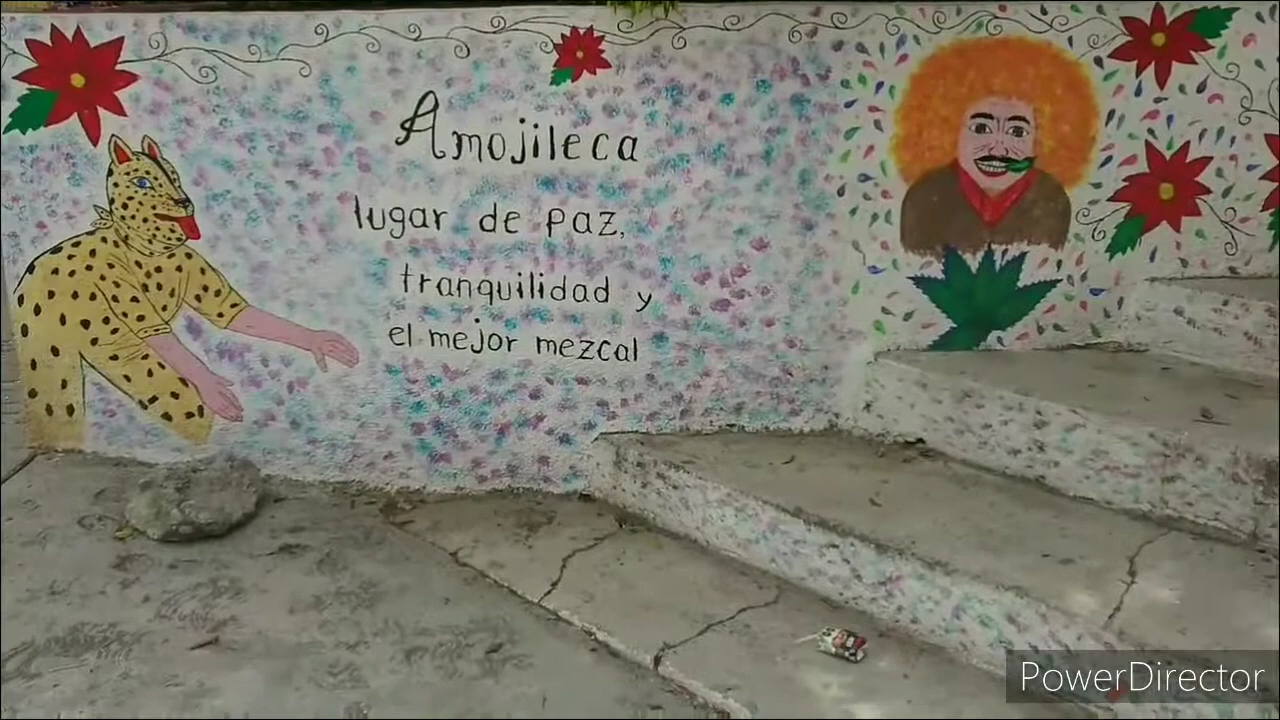 Amojileca
lugar de paz,
tranquilidad y
el mejor mezcal
PowerDirector